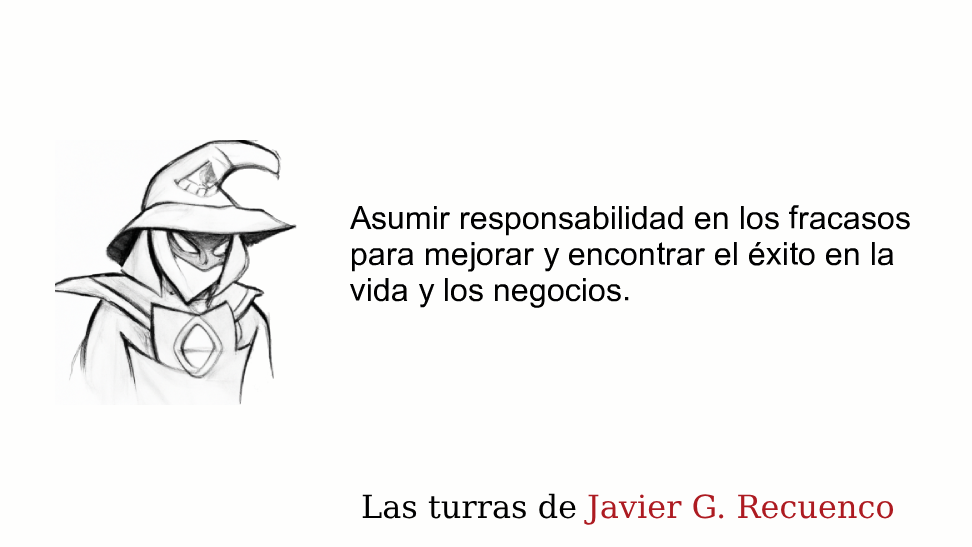 Asumir responsabilidad en los fracasos
para mejorar y encontrar el éxito en la
vida y los negocios.
Las turras de Javier G. Recuenco